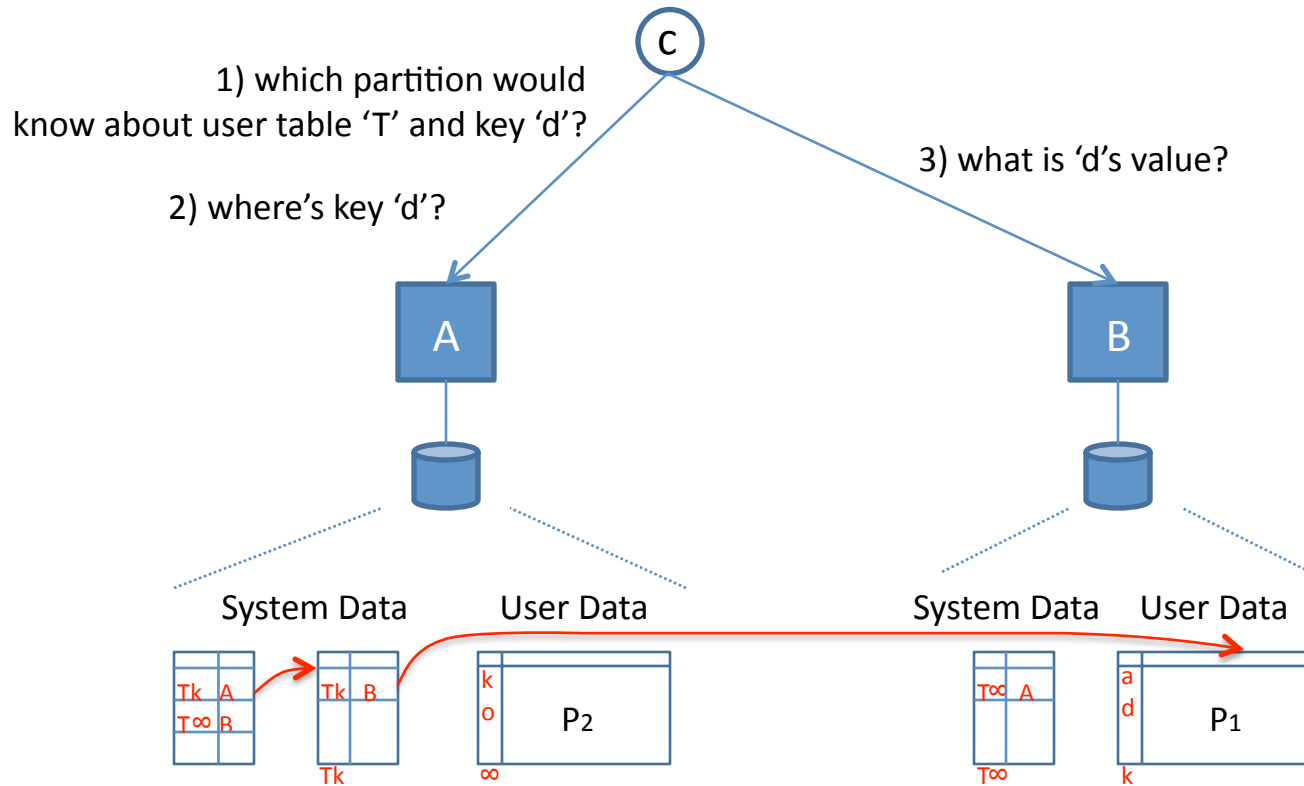 C
1) which partition would
know about user table ‘T’ and key ‘d’?
3) what is ‘d’s value?
2) where’s key ‘d’?
A
B
System Data
User Data
System Data
User Data
Tk A
T∞ B
Tk
Tk B
k
o
∞
P2
T∞ A
T∞
a
d
k
P1